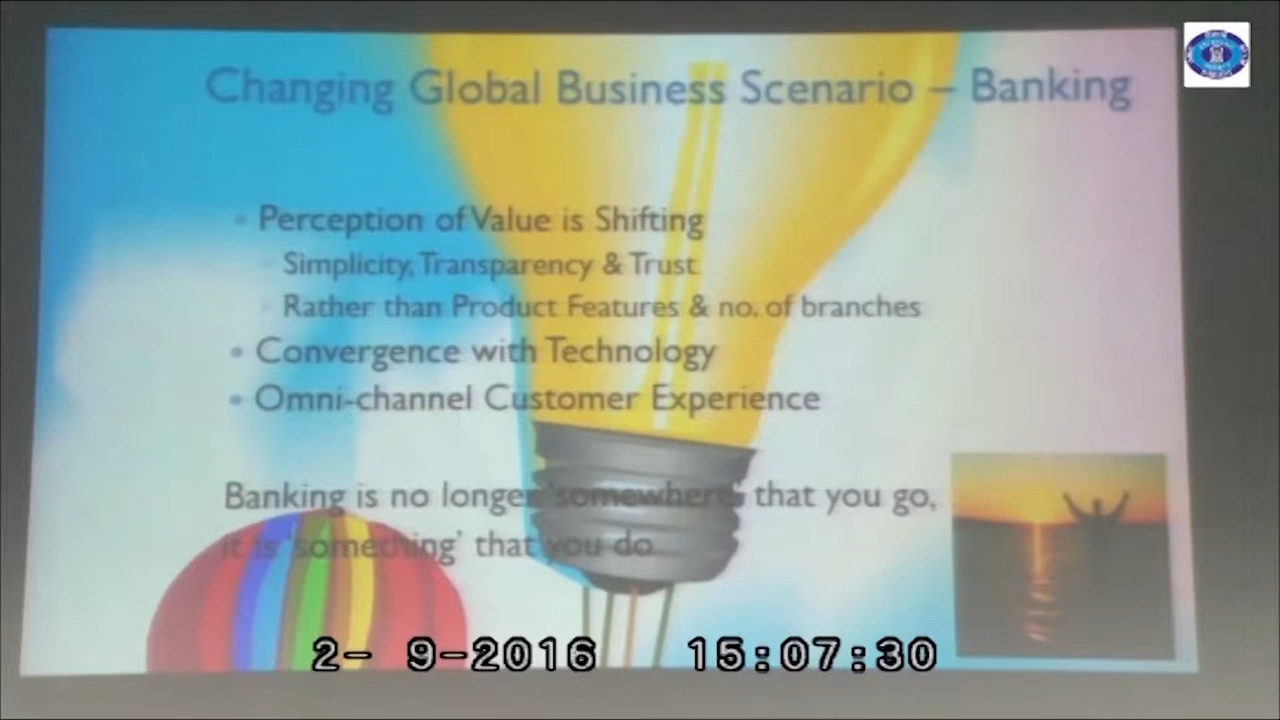 Changing Global Business Scenario – Banking
• Perception of Value is Shifting
Simplicity, Transparency & Trust
Rather than Product Features & no. of branches
• Convergence with Technology
• Omni-channel Customer Experience
Banking is no longer 'somewhere' that you go,
it is 'something' that you do
2- 9-2016 15:07:30